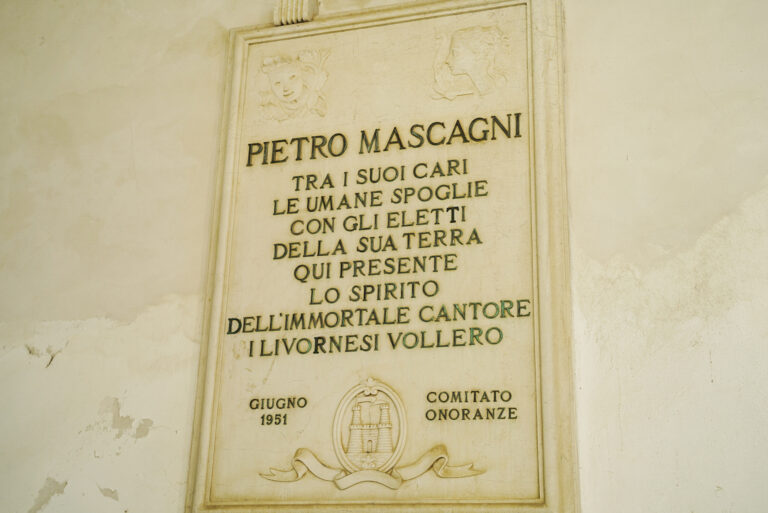 PIETRO MASCAGNI
TRA I SUOI CARI
LE UMANE SPOGLIE
CON GLI ELETTI
DELLA SUA TERRA
QUI PRESENTE
LO SPIRITO
DELL'IMMORTALE CANTORE
I LIVORNESI VOLLERO
GIUGNO
1951
COMITATO
ONORANZE